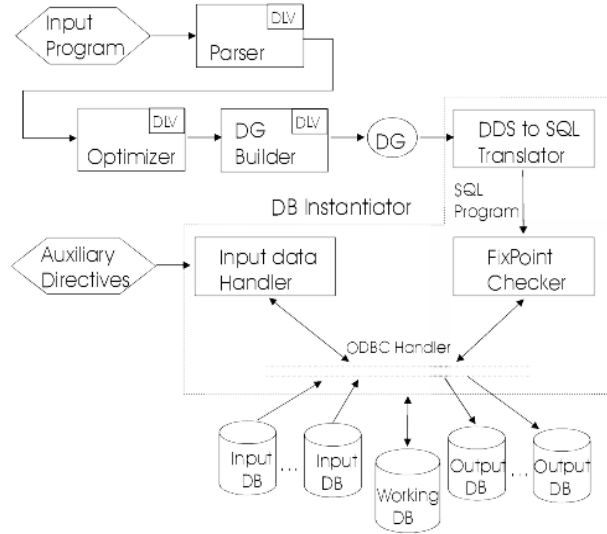 Input
Program
DLV
Parser
DLV
Optimizer
DLV
DG
Builder
DG
DDS to SQL
Translator
SQL
Program
DB Instantiator
Auxiliary
Directives
Input data
Handler
FixPoint
Checker
ODBC Handler
Input
DB
...
Input
DB
Working
DB
Output
DB
...
Output
DB